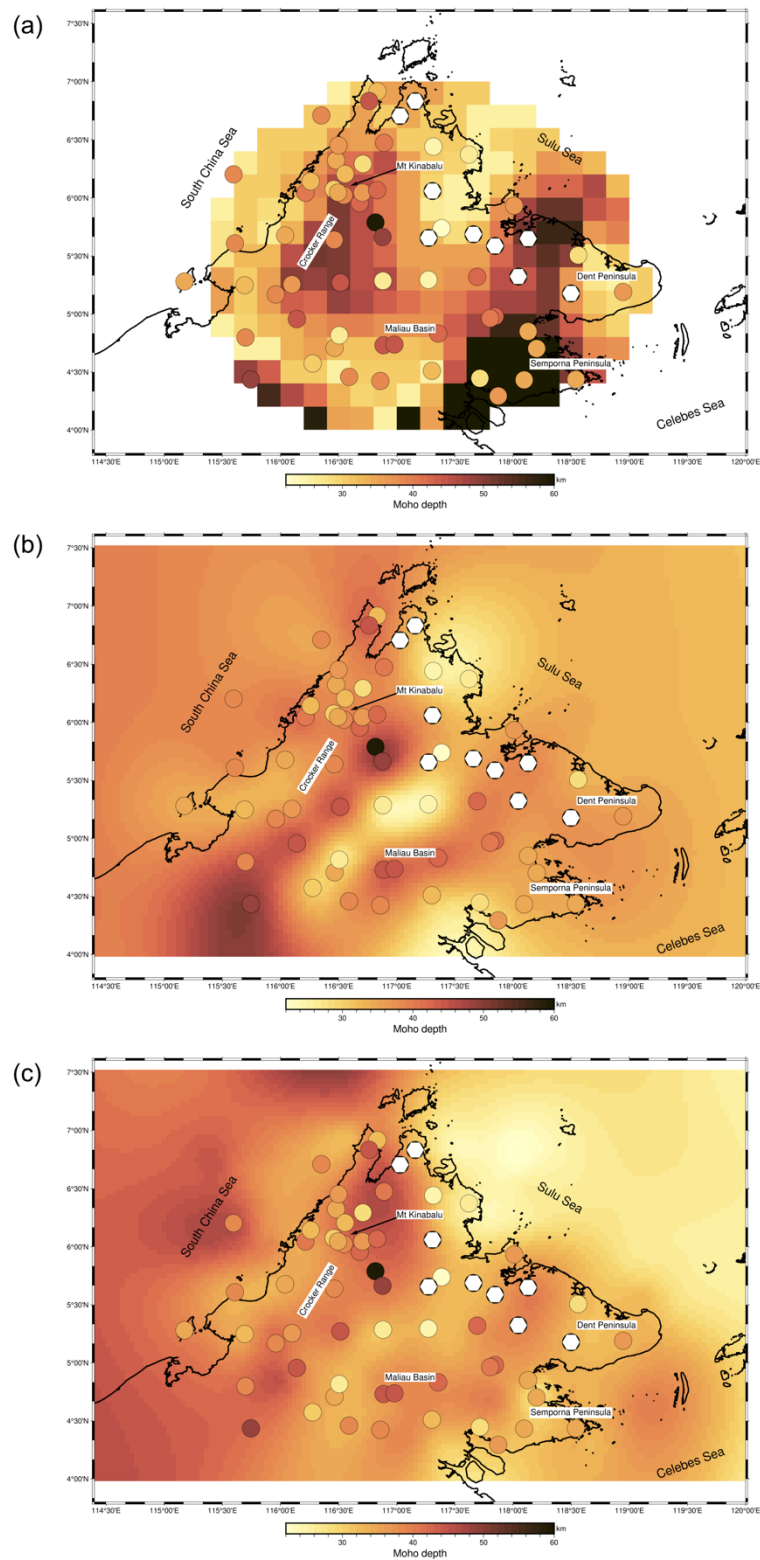 (a)
7°30'N
7°00'N
6°30'N
6°00'N
5°30'N
5°00'N
4°30'N
4°00'N
South China Sea
Sulu Sea
Mt Kinabalu
Crocker Range
Dent Peninsula
Maliau Basin
Semporna Peninsula
Celebes Sea
114°30'E 115°00'E 115°30'E 116°00'E 116°30'E 117°00'E 117°30'E 118°00'E 118°30'E 119°00'E 119°30'E 120°00'E
km
30 40 50 60
Moho depth
(b)
7°30'N
7°00'N
6°30'N
6°00'N
5°30'N
5°00'N
4°30'N
4°00'N
South China Sea
Sulu Sea
Mt Kinabalu
Crocker Range
Dent Peninsula
Maliau Basin
Semporna Peninsula
Celebes Sea
114°30'E 115°00'E 115°30'E 116°00'E 116°30'E 117°00'E 117°30'E 118°00'E 118°30'E 119°00'E 119°30'E 120°00'E
km
30 40 50 60
Moho depth
(c)
7°30'N
7°00'N
6°30'N
6°00'N
5°30'N
5°00'N
4°30'N
4°00'N
South China Sea
Sulu Sea
Mt Kinabalu
Crocker Range
Dent Peninsula
Maliau Basin
Semporna Peninsula
Celebes Sea
114°30'E 115°00'E 115°30'E 116°00'E 116°30'E 117°00'E 117°30'E 118°00'E 118°30'E 119°00'E 119°30'E 120°00'E
km
30 40 50 60
Moho depth